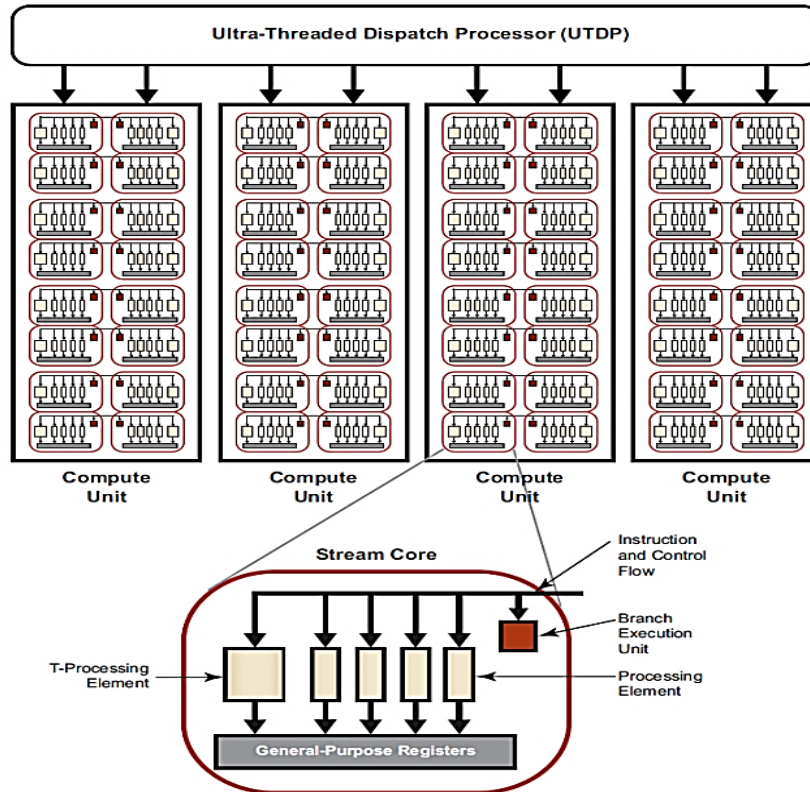 Ultra-Threaded Dispatch Processor (UTDP)
Compute
Unit
Compute
Unit
Compute
Unit
Compute
Unit
Stream Core
Instruction
and Control
Flow
Branch
Execution
Unit
T-Processing
Element
Processing
Element
General-Purpose Registers